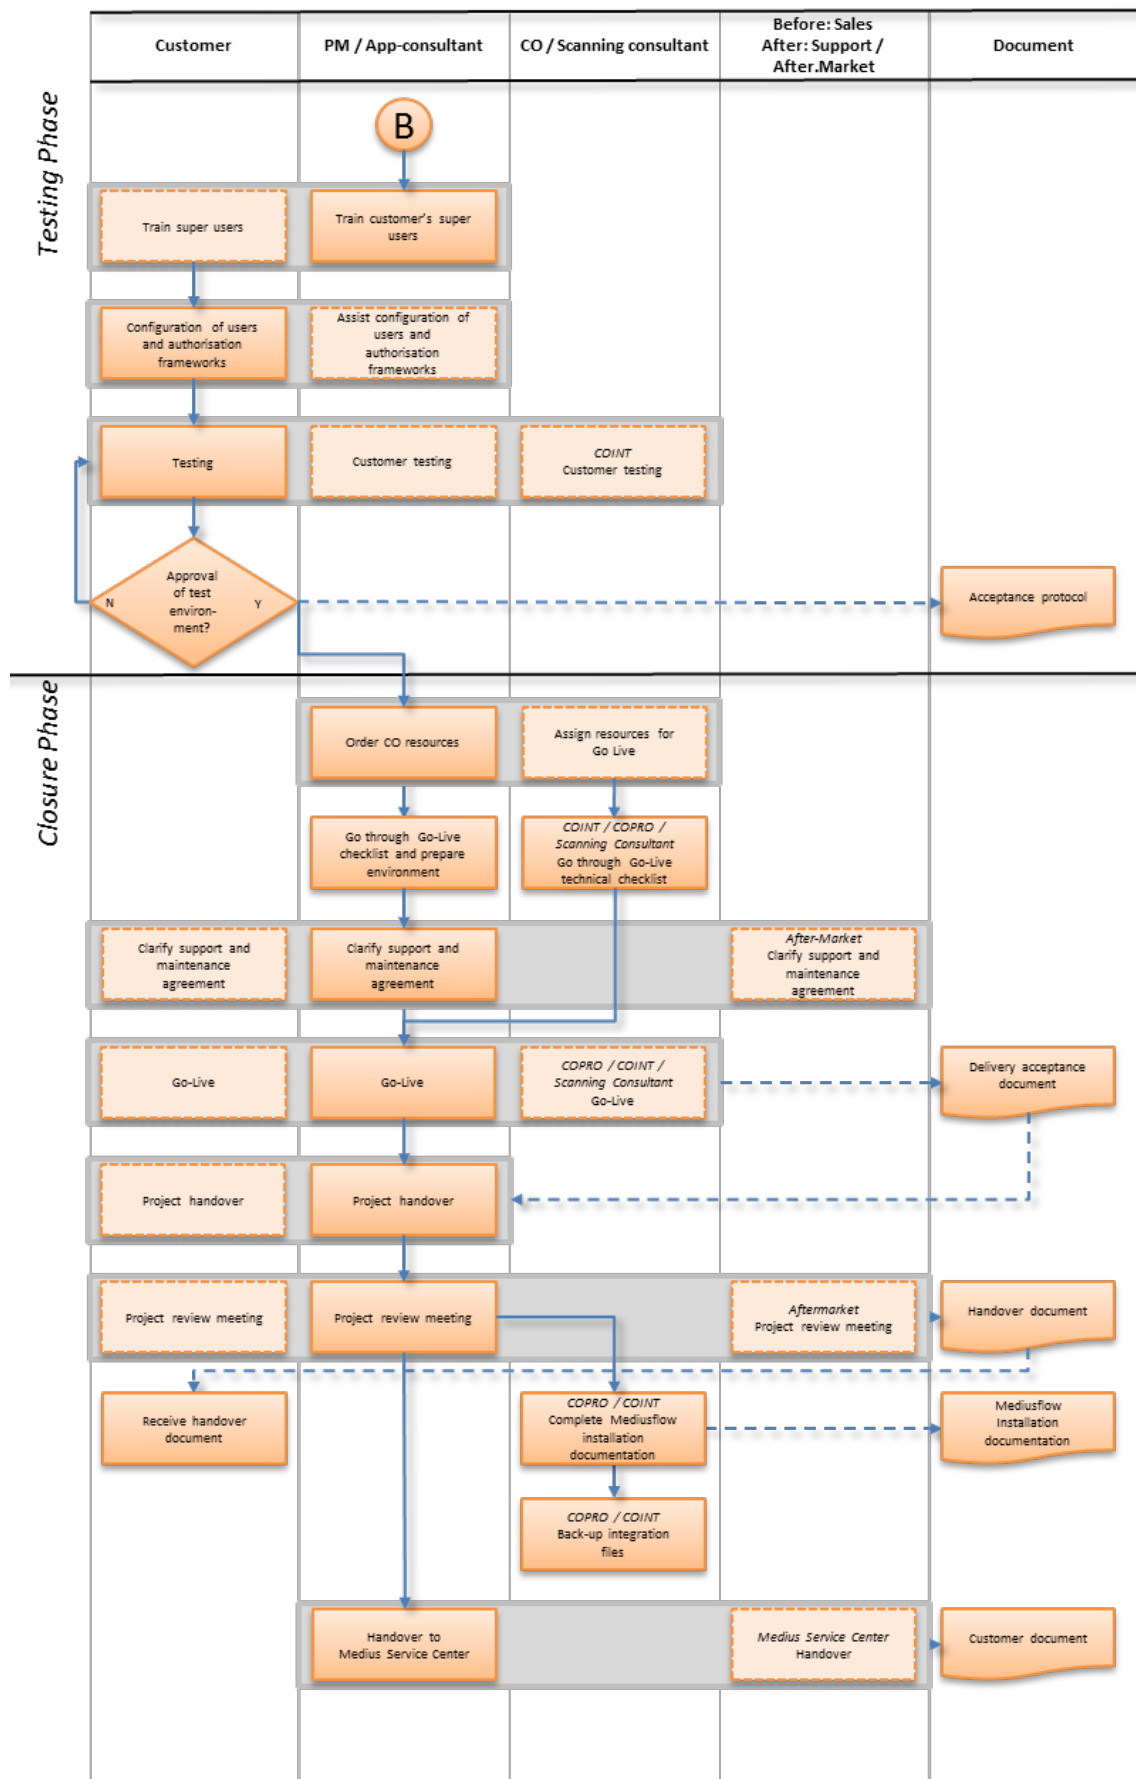 Customer
PM / App-consultant
CO / Scanning consultant
Before: Sales
After: Support /
After.Market
Document
Testing Phase
B
Train super users
Train customer's super
users
Configuration of users
and authorisation
frameworks
Assist configuration of
users and
authorisation
frameworks
Testing
Customer testing
COINT
Customer testing
Approval
of test
environ-
ment?
N
Y
Acceptance protocol
Closure Phase
Order CO resources
Assign resources for
Go Live
Go through Go-Live
checklist and prepare
environment
COINT / COPRO /
Scanning Consultant
Go through Go-Live
technical checklist
Clarify support and
maintenance
agreement
Clarify support and
maintenance
agreement
After-Market
Clarify support and
maintenance
agreement
Go-Live
Go-Live
COPRO / COINT /
Scanning Consultant
Go-Live
Delivery acceptance
document
Project handover
Project handover
Project review meeting
Project review meeting
Aftermarket
Project review meeting
Handover document
Receive handover
document
COPRO / COINT
Complete Mediusflow
installation
documentation
Mediusflow
Installation
documentation
COPRO / COINT
Back-up integration
files
Handover to
Medius Service Center
Medius Service Center
Handover
Customer document